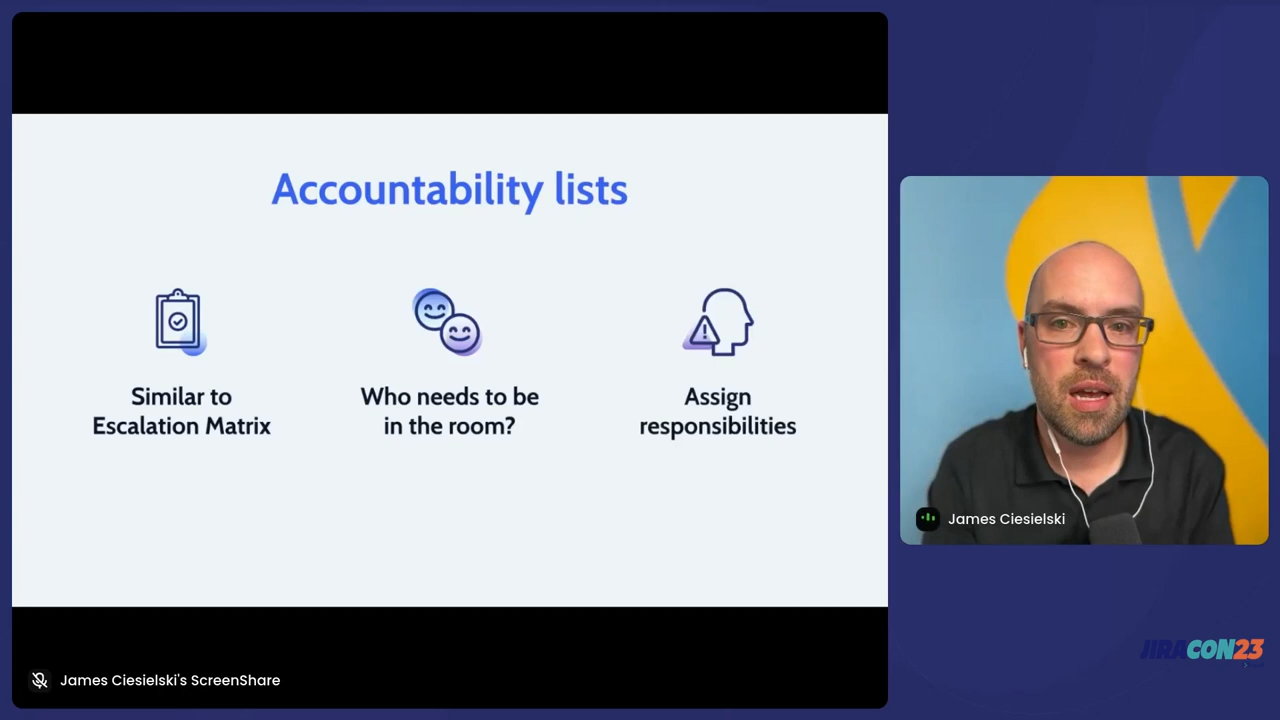 Accountability lists
Similar to
Escalation Matrix
Who needs to be
in the room?
Assign
responsibilities
James Ciesielski
James Ciesielski's ScreenShare
JIRACON23